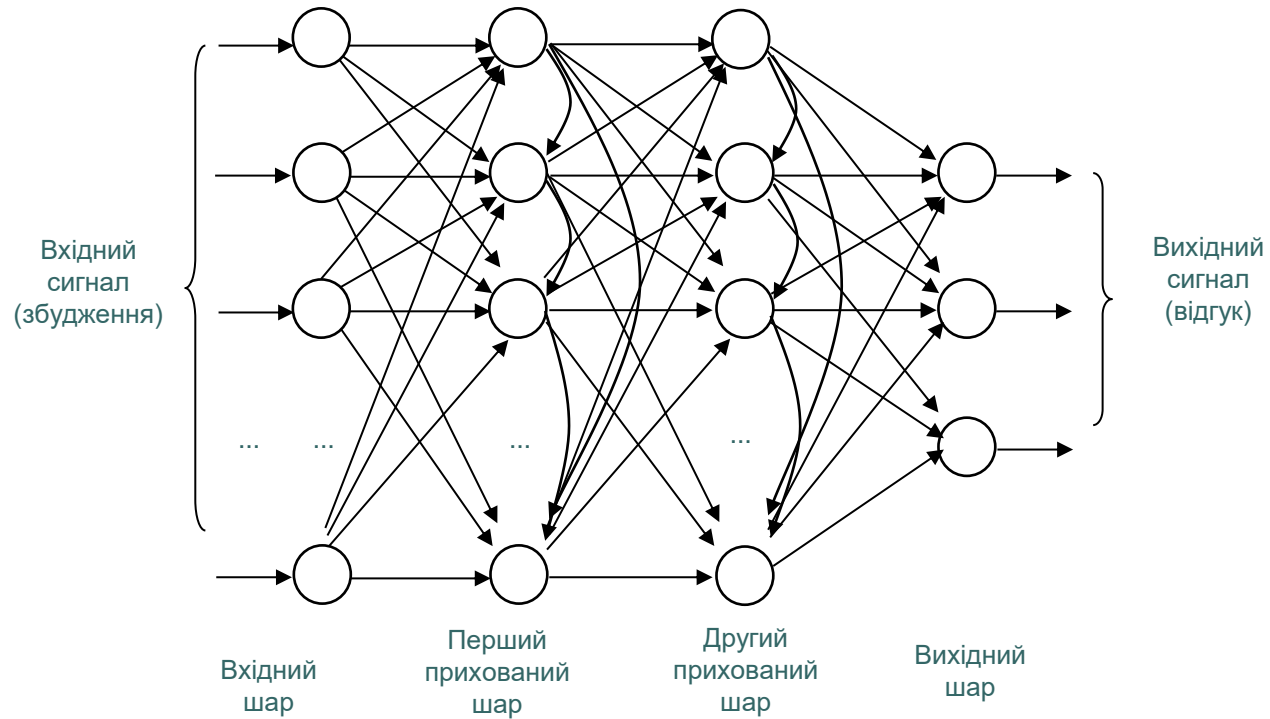 Вхідний
сигнал
(збудження)
Вихідний
сигнал
(відгук)
... ... ... ...
Вхідний
шар
Перший
прихований
шар
Другий
прихований
шар
Вихідний
шар